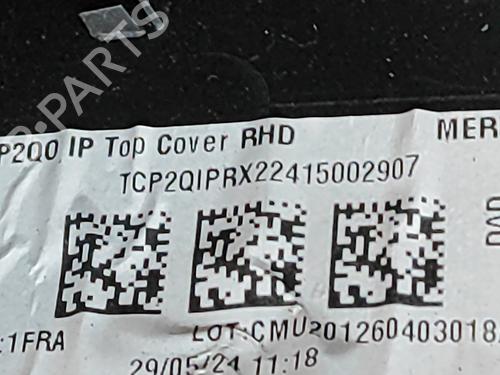 P2Q0 IP Top Cover RHD MER
TCP2QIPRX22415002907
:1FRA LOT:CMU201260403018
29/05/24 11:18